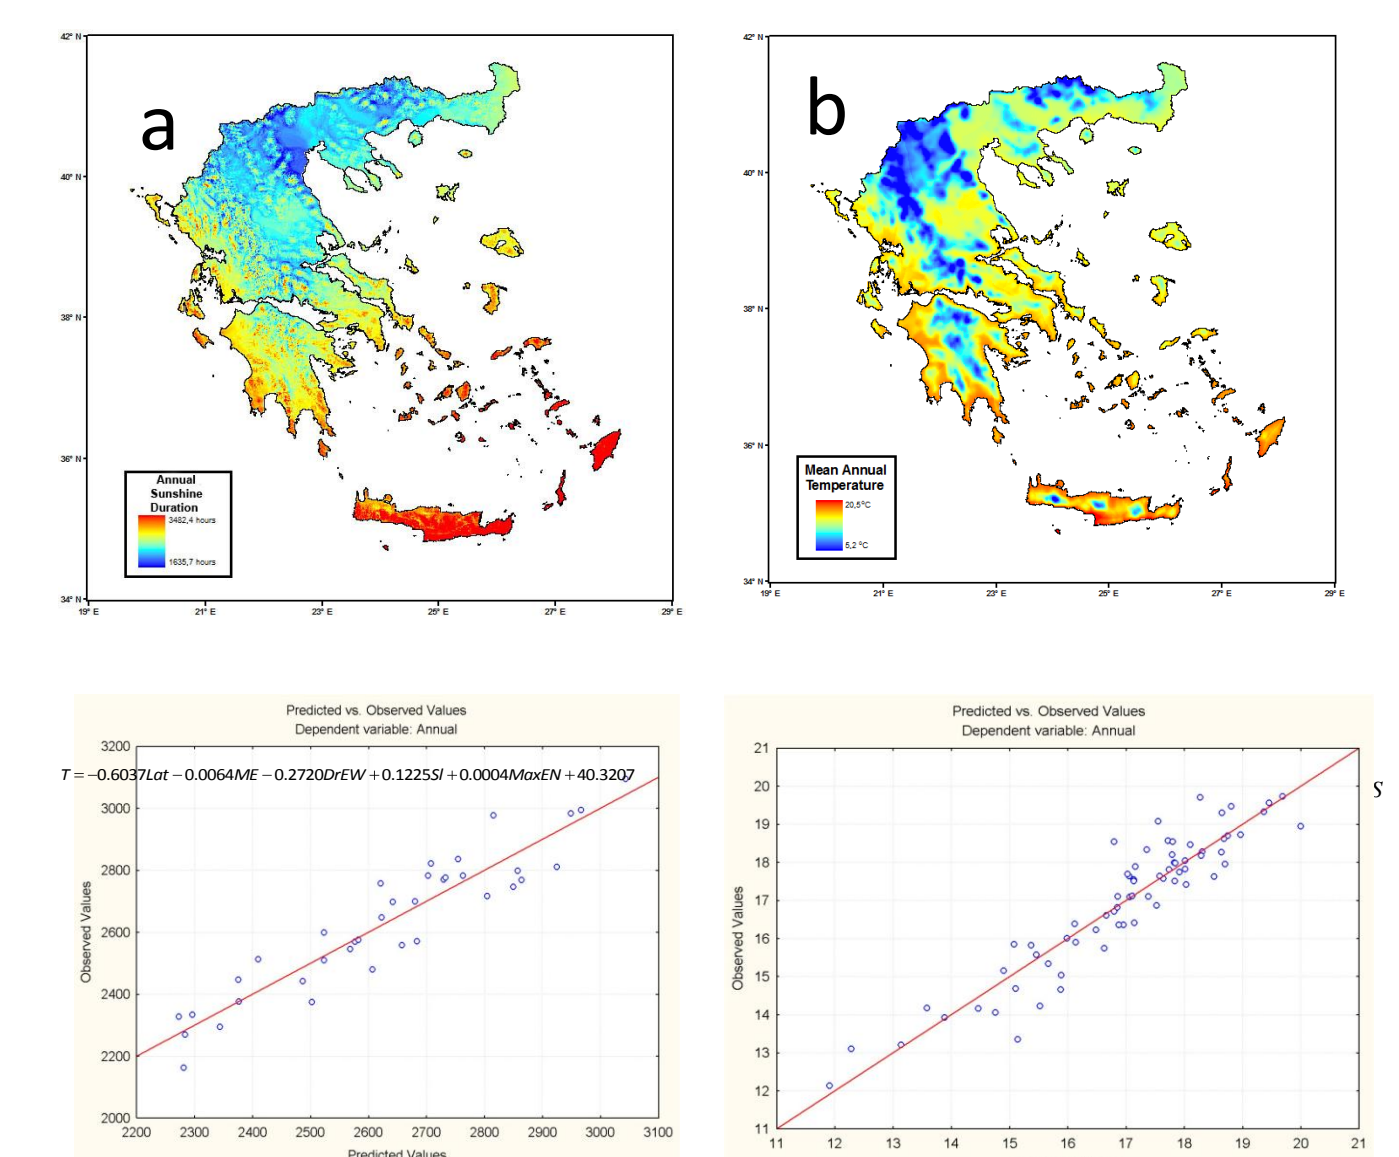 a
42° N
40° N
38° N
36° N
34° N
19° E
21° E
23° E
25° E
27° E
29° E
Annual
Sunshine
Duration
3482,4 hours
1635,7 hours
b
42° N
40° N
38° N
36° N
34° N
19° E
21° E
23° E
25° E
27° E
29° E
Mean Annual
Temperature
20,5°C
5,2 °C
Predicted vs. Observed Values
Dependent variable: Annual
T = −0.6037Lat − 0.0064ME − 0.2720DrEW + 0.1225Sl + 0.0004MaxEN + 40.3207
3200
3000
2800
2600
2400
2200
2000
Observed Values
2200 2300 2400 2500 2600 2700 2800 2900 3000 3100
Predicted Values
Predicted vs. Observed Values
Dependent variable: Annual
S
21
20
19
18
17
16
15
14
13
12
11
Observed Values
11 12 13 14 15 16 17 18 19 20 21